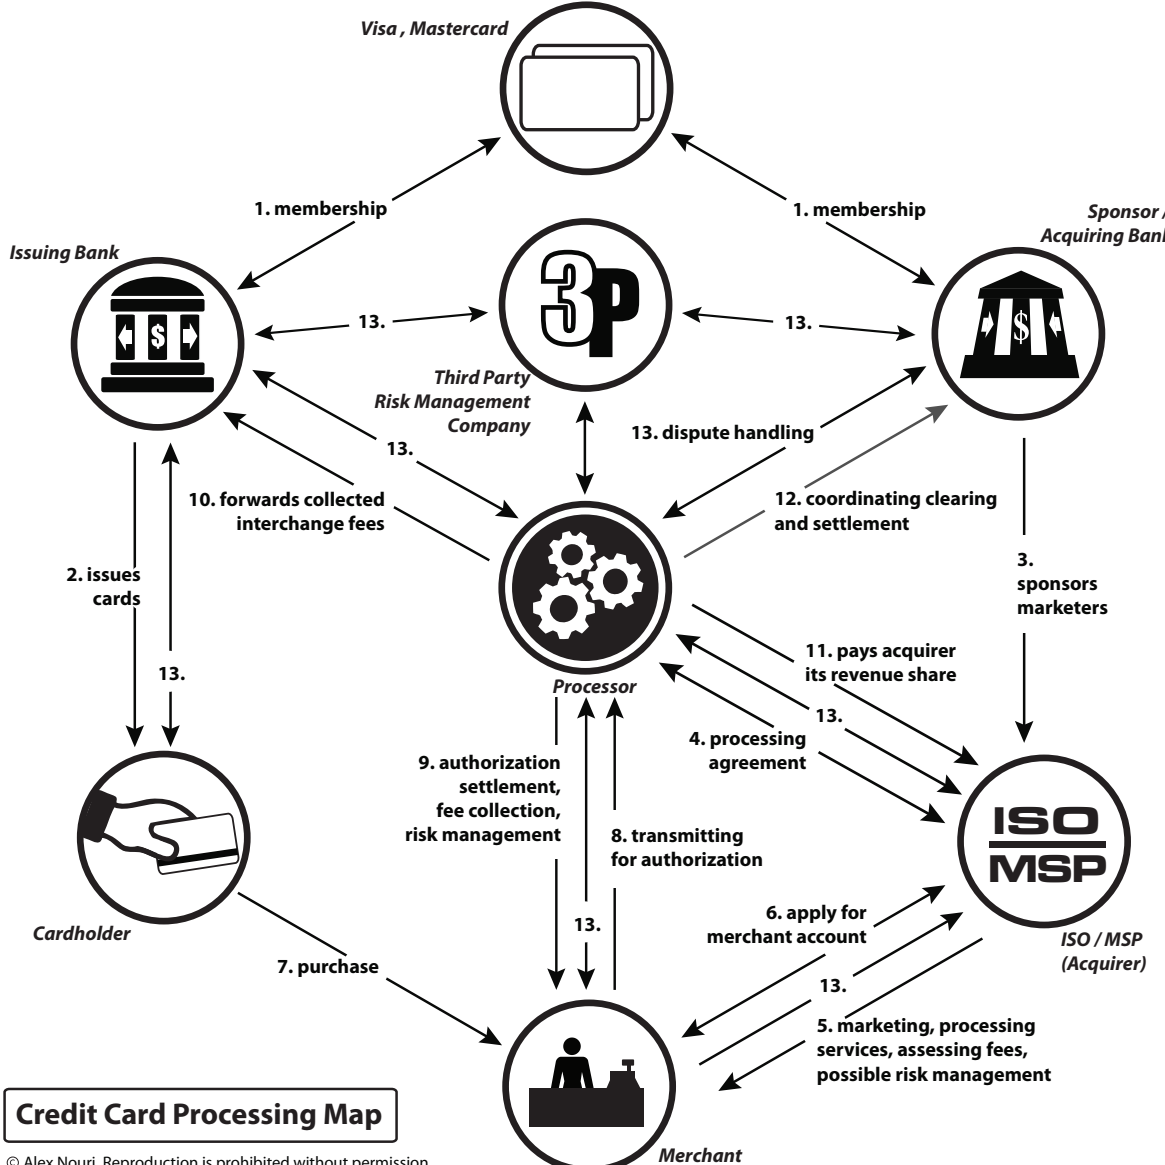 Visa , Mastercard
1. membership
1. membership
Sponsor /
Acquiring Bank
Issuing Bank
3P
13.
13.
Third Party
Risk Management
Company
$
$
13.
13. dispute handling
10. forwards collected
interchange fees
12. coordinating clearing
and settlement
2. issues
cards
3.
sponsors
marketers
13.
11. pays acquirer
its revenue share
Processor
13.
4. processing
agreement
9. authorization
settlement,
fee collection,
risk management
8. transmitting
for authorization
ISO
MSP
13.
6. apply for
merchant account
Cardholder
ISO / MSP
(Acquirer)
7. purchase
13.
5. marketing, processing
services, assessing fees,
possible risk management
Credit Card Processing Map
Merchant
© Alex Nouri. Reproduction is prohibited without permission